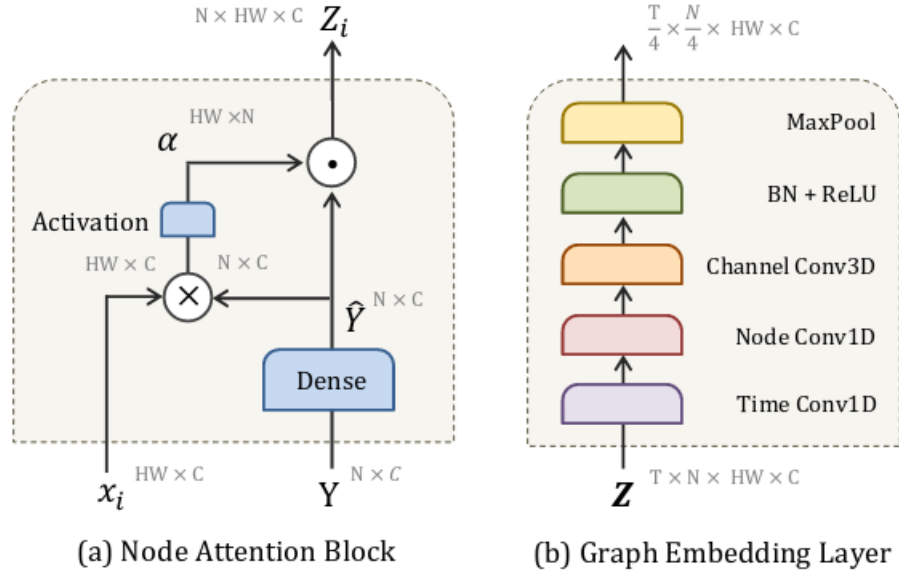 N × HW × C
Z_i
HW × N
α
·
Activation
HW × C
N × C
×
Ŷ
N × C
Dense
x_i
HW × C
Y
N × C
(a) Node Attention Block
T/4 × N/4 × HW × C
MaxPool
BN + ReLU
Channel Conv3D
Node Conv1D
Time Conv1D
Z
T × N × HW × C
(b) Graph Embedding Layer